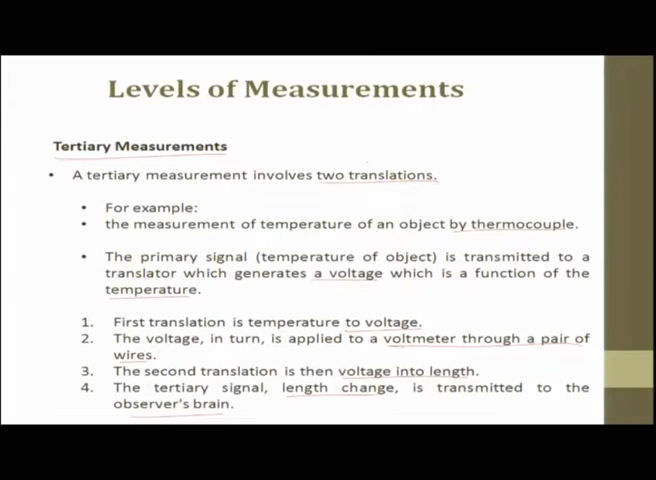 Levels of Measurements
Tertiary Measurements
• A tertiary measurement involves two translations.
• For example:
• the measurement of temperature of an object by thermocouple.
• The primary signal (temperature of object) is transmitted to a
translator which generates a voltage which is a function of the
temperature.
1. First translation is temperature to voltage.
2. The voltage, in turn, is applied to a voltmeter through a pair of
wires.
3. The second translation is then voltage into length.
4. The tertiary signal, length change, is transmitted to the
observer's brain.